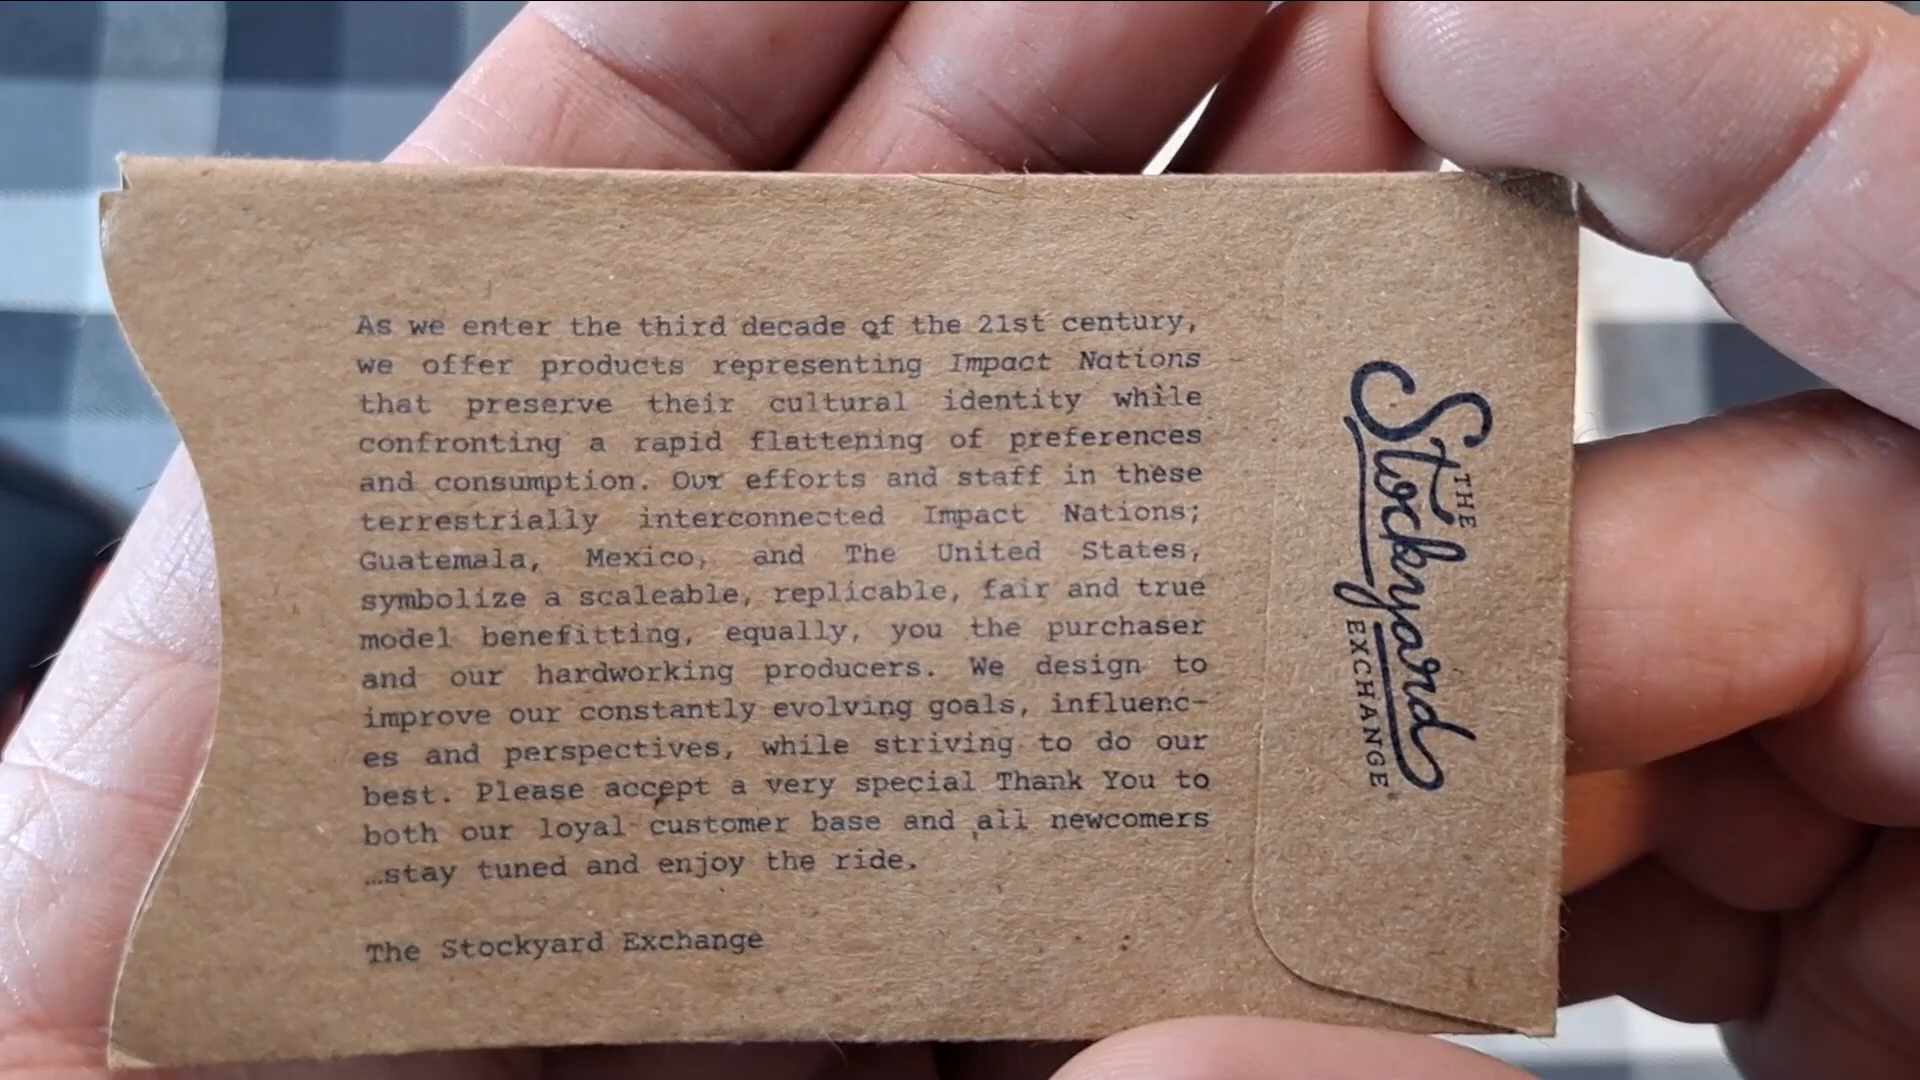 As we enter the third decade of the 21st century,
we offer products representing Impact Nations
that preserve their cultural identity while
confronting a rapid flattening of preferences
and consumption. Our efforts and staff in these
terrestrially interconnected Impact Nations;
Guatemala, Mexico, and The United States,
symbolize a scaleable, replicable, fair and true
model benefitting, equally, you the purchaser
and our hardworking producers. We design to
improve our constantly evolving goals, influenc-
es and perspectives, while striving to do our
best. Please accept a very special Thank You to
both our loyal customer base and all newcomers
…stay tuned and enjoy the ride.
The Stockyard Exchange
THE
Stockyard
EXCHANGE